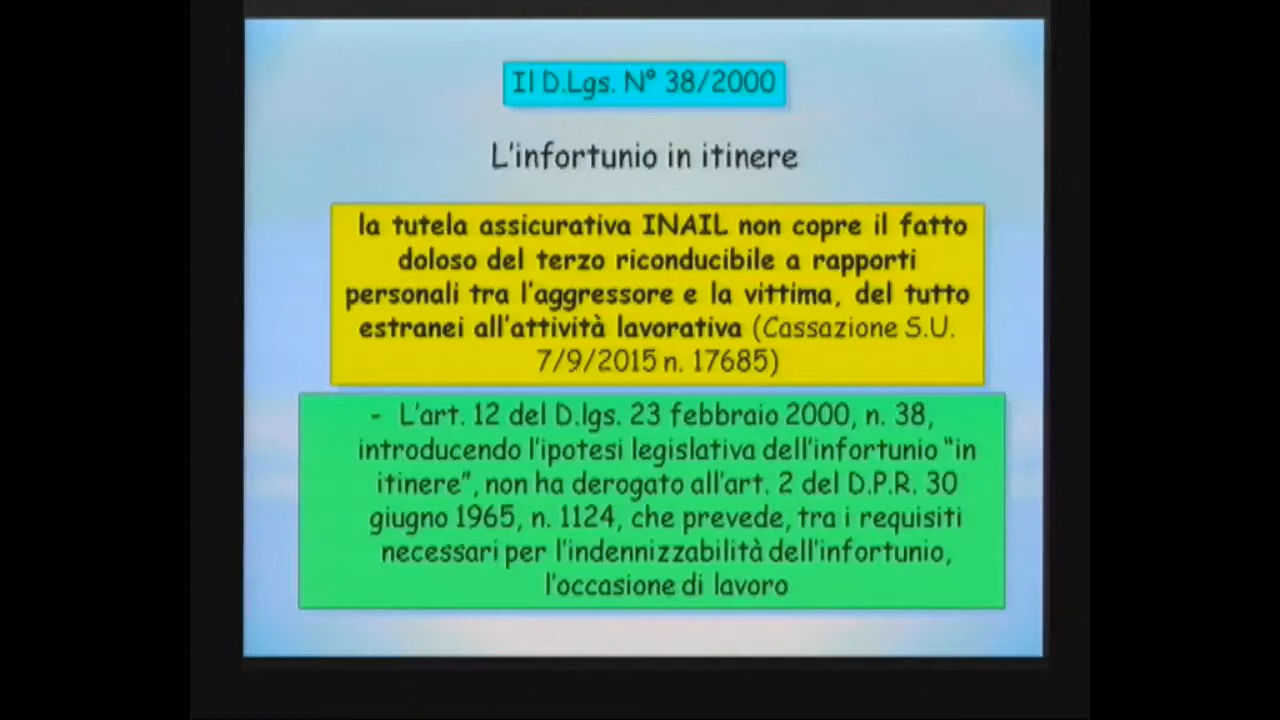 Il D.Lgs. N° 38/2000
L'infortunio in itinere
la tutela assicurativa INAIL non copre il fatto
doloso del terzo riconducibile a rapporti
personali tra l'aggressore e la vittima, del tutto
estranei all'attività lavorativa (Cassazione S.U.
7/9/2015 n. 17685)
- L'art. 12 del D.lgs. 23 febbraio 2000, n. 38,
introducendo l'ipotesi legislativa dell'infortunio "in
itinere", non ha derogato all'art. 2 del D.P.R. 30
giugno 1965, n. 1124, che prevede, tra i requisiti
necessari per l'indennizzabilità dell'infortunio,
l'occasione di lavoro